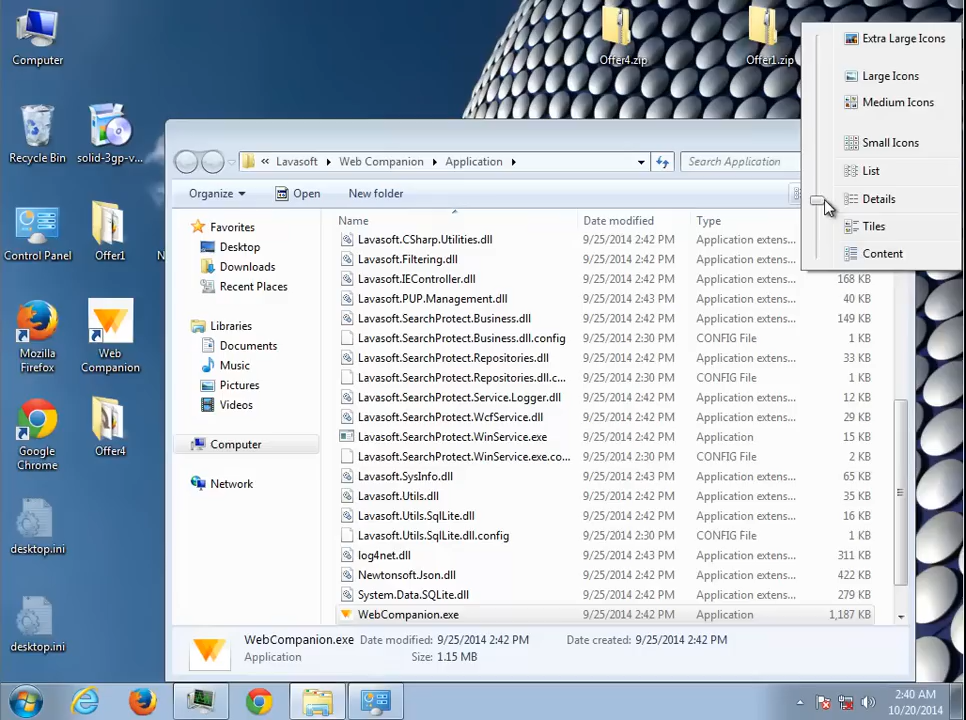 Computer
Recycle Bin
solid-3gp-v...
Control Panel
Offer1
N
Mozilla
Firefox
Web
Companion
Google
Chrome
Offer4
desktop.ini
desktop.ini
Offer4.zip
Offer1.zip
Extra Large Icons
Large Icons
Medium Icons
Small Icons
List
Details
Tiles
Content
« Lavasoft
Web Companion
Application
Search Application
Organize
Open
New folder
Favorites
Desktop
Downloads
Recent Places
Libraries
Documents
Music
Pictures
Videos
Computer
Network
Name Date modified Type
Lavasoft.CSharp.Utilities.dll 9/25/2014 2:42 PM Application extens...
Lavasoft.Filtering.dll 9/25/2014 2:42 PM Application extens...
Lavasoft.IEController.dll 9/25/2014 2:42 PM Application extens... 168 KB
Lavasoft.PUP.Management.dll 9/25/2014 2:43 PM Application extens... 40 KB
Lavasoft.SearchProtect.Business.dll 9/25/2014 2:42 PM Application extens... 149 KB
Lavasoft.SearchProtect.Business.dll.config 9/25/2014 2:30 PM CONFIG File 1 KB
Lavasoft.SearchProtect.Repositories.dll 9/25/2014 2:42 PM Application extens... 33 KB
Lavasoft.SearchProtect.Repositories.dll.c... 9/25/2014 2:30 PM CONFIG File 1 KB
Lavasoft.SearchProtect.Service.Logger.dll 9/25/2014 2:42 PM Application extens... 12 KB
Lavasoft.SearchProtect.WcfService.dll 9/25/2014 2:42 PM Application extens... 29 KB
Lavasoft.SearchProtect.WinService.exe 9/25/2014 2:42 PM Application 15 KB
Lavasoft.SearchProtect.WinService.exe.co... 9/25/2014 2:30 PM CONFIG File 2 KB
Lavasoft.SysInfo.dll 9/25/2014 2:42 PM Application extens... 65 KB
Lavasoft.Utils.dll 9/25/2014 2:42 PM Application extens... 35 KB
Lavasoft.Utils.SqlLite.dll 9/25/2014 2:42 PM Application extens... 16 KB
Lavasoft.Utils.SqlLite.dll.config 9/25/2014 2:30 PM CONFIG File 1 KB
log4net.dll 9/25/2014 2:43 PM Application extens... 311 KB
Newtonsoft.Json.dll 9/25/2014 2:42 PM Application extens... 422 KB
System.Data.SQLite.dll 9/25/2014 2:42 PM Application extens... 279 KB
WebCompanion.exe 9/25/2014 2:42 PM Application 1,187 KB
WebCompanion.exe Date modified: 9/25/2014 2:42 PM Date created: 9/25/2014 2:42 PM
Application Size: 1.15 MB
2:40 AM
10/20/2014